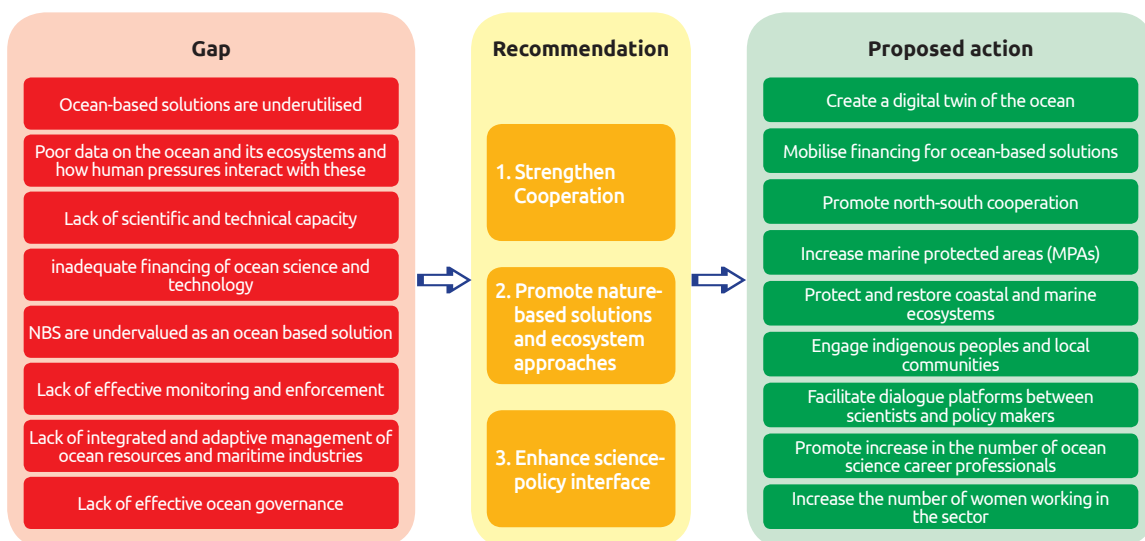 Gap
Ocean-based solutions are underutilised
Poor data on the ocean and its ecosystems and
how human pressures interact with these
Lack of scientific and technical capacity
inadequate financing of ocean science and
technology
NBS are undervalued as an ocean based solution
Lack of effective monitoring and enforcement
Lack of integrated and adaptive management of
ocean resources and maritime industries
Lack of effective ocean governance
Recommendation
1. Strengthen
Cooperation
2. Promote nature-
based solutions
and ecosystem
approaches
3. Enhance science-
policy interface
Proposed action
Create a digital twin of the ocean
Mobilise financing for ocean-based solutions
Promote north-south cooperation
Increase marine protected areas (MPAs)
Protect and restore coastal and marine
ecosystems
Engage indigenous peoples and local
communities
Facilitate dialogue platforms between
scientists and policy makers
Promote increase in the number of ocean
science career professionals
Increase the number of women working in
the sector